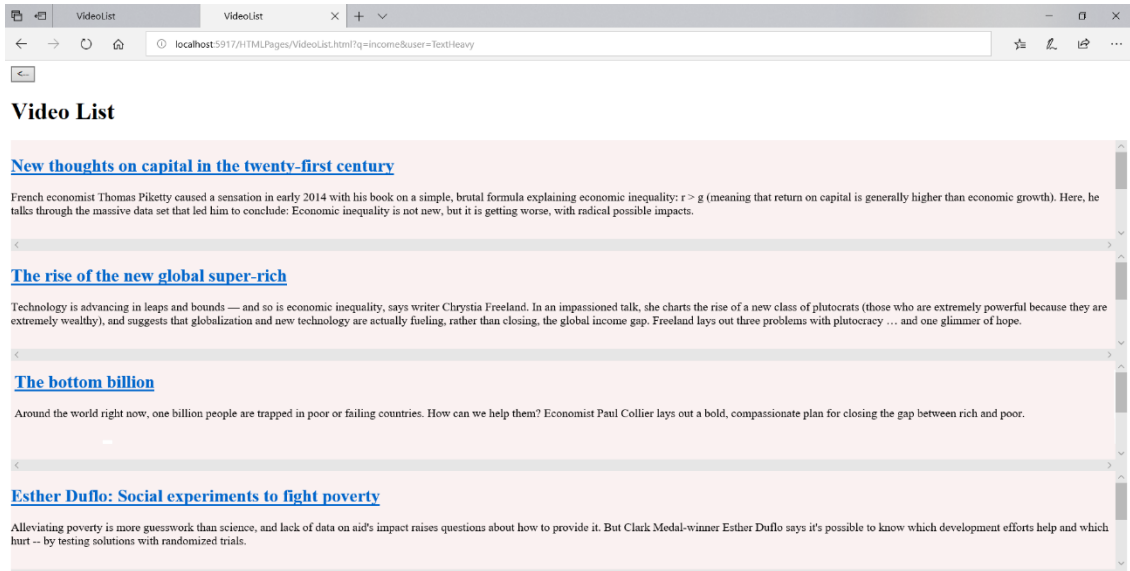 VideoList
VideoList
localhost:5917/HTMLPages/VideoList.html?q=income&user=TextHeavy
<--
Video List
New thoughts on capital in the twenty-first century
French economist Thomas Piketty caused a sensation in early 2014 with his book on a simple, brutal formula explaining economic inequality: r > g (meaning that return on capital is generally higher than economic growth). Here, he
talks through the massive data set that led him to conclude: Economic inequality is not new, but it is getting worse, with radical possible impacts.
The rise of the new global super-rich
Technology is advancing in leaps and bounds — and so is economic inequality, says writer Chrystia Freeland. In an impassioned talk, she charts the rise of a new class of plutocrats (those who are extremely powerful because they are
extremely wealthy), and suggests that globalization and new technology are actually fueling, rather than closing, the global income gap. Freeland lays out three problems with plutocracy … and one glimmer of hope.
The bottom billion
Around the world right now, one billion people are trapped in poor or failing countries. How can we help them? Economist Paul Collier lays out a bold, compassionate plan for closing the gap between rich and poor.
Esther Duflo: Social experiments to fight poverty
Alleviating poverty is more guesswork than science, and lack of data on aid's impact raises questions about how to provide it. But Clark Medal-winner Esther Duflo says it's possible to know which development efforts help and which
hurt -- by testing solutions with randomized trials.